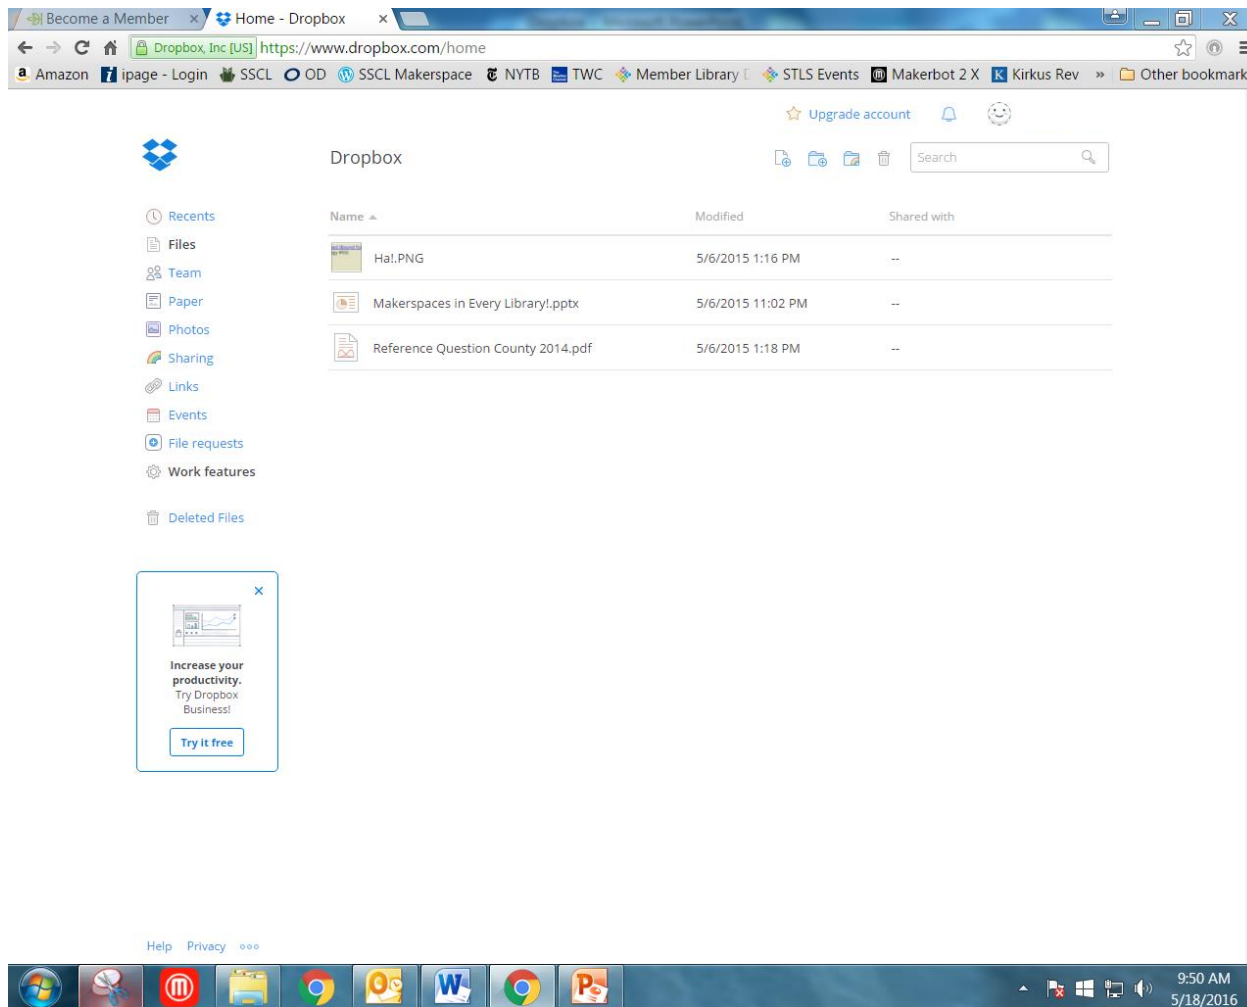 Become a Member
Home - Dropbox
Dropbox, Inc [US] https://www.dropbox.com/home
Amazon ipage - Login SSCL OD SSCL Makerspace NYTB TWC Member Library STLS Events Makerbot 2 X Kirkus Rev » Other bookmark
Upgrade account
Dropbox
Search
Recents
Files
Team
Paper
Photos
Sharing
Links
Events
File requests
Work features
Deleted Files
Name Modified Shared with
Ha!.PNG 5/6/2015 1:16 PM --
Makerspaces in Every Library!.pptx 5/6/2015 11:02 PM --
Reference Question County 2014.pdf 5/6/2015 1:18 PM --
Increase your
productivity.
Try Dropbox
Business!
Try it free
Help Privacy
9:50 AM
5/18/2016